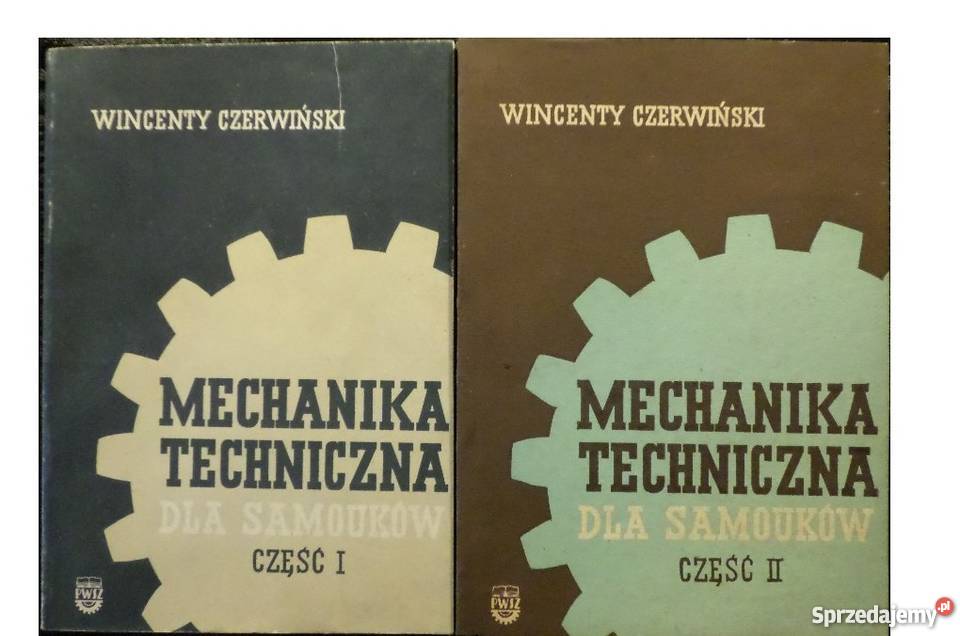 WINCENTY CZERWIŃSKI
MECHANIKA
TECHNICZNA
DLA SAMOUKÓW
CZĘŚĆ I
PWSZ
WINCENTY CZERWIŃSKI
MECHANIKA
TECHNICZNA
DLA SAMOUKÓW
CZĘŚĆ II
PWSZ
Sprzedajemy.pl